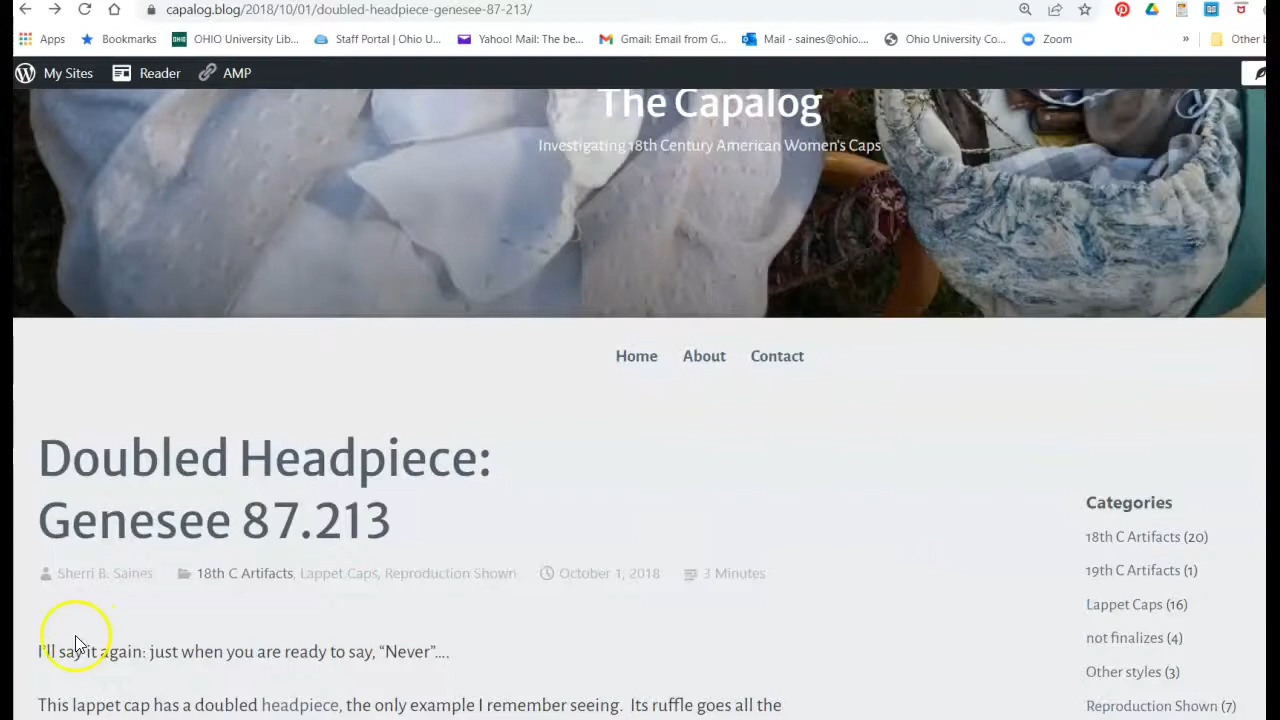 capalog.blog/2018/10/01/doubled-headpiece-genesee-87-213/
Apps Bookmarks OHIO University Lib... Staff Portal | Ohio U... Yahoo! Mail: The be... Gmail: Email from G... Mail - saines@ohio.... Ohio University Co... Zoom » Other b
My Sites Reader AMP
The Capalog
Investigating 18th Century American Women's Caps
Home About Contact
Doubled Headpiece:
Genesee 87.213
Sherri B. Saines 18th C Artifacts, Lappet Caps, Reproduction Shown October 1, 2018 3 Minutes
I'll say it again: just when you are ready to say, “Never”….
This lappet cap has a doubled headpiece, the only example I remember seeing. Its ruffle goes all the
Categories
18th C Artifacts (20)
19th C Artifacts (1)
Lappet Caps (16)
not finalizes (4)
Other styles (3)
Reproduction Shown (7)